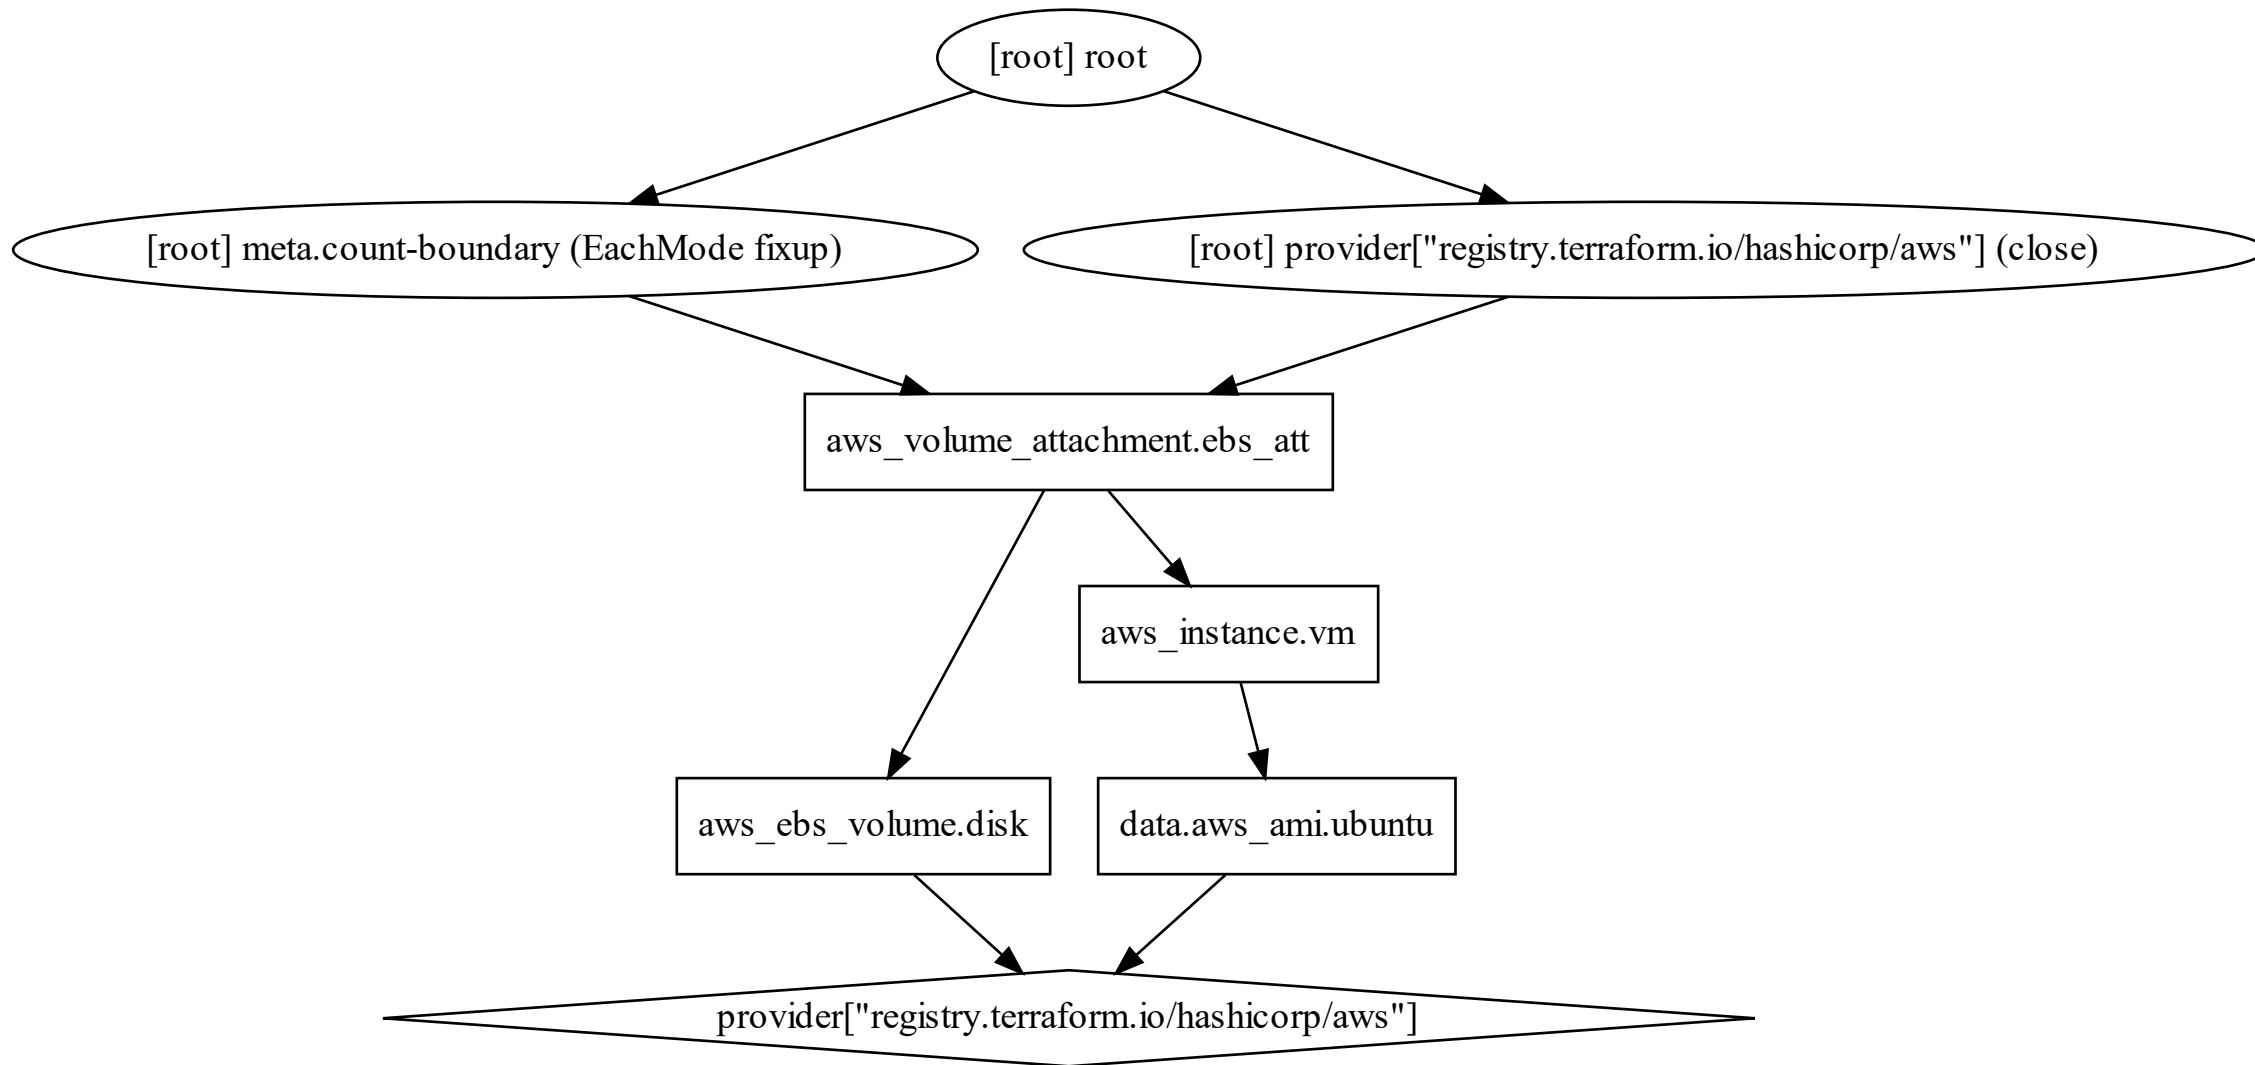 [root] root
[root] meta.count-boundary (EachMode fixup)
[root] provider["registry.terraform.io/hashicorp/aws"] (close)
aws_volume_attachment.ebs_att
aws_instance.vm
aws_ebs_volume.disk
data.aws_ami.ubuntu
provider["registry.terraform.io/hashicorp/aws"]